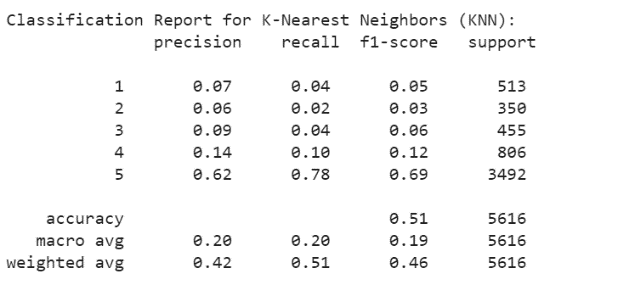 Classification Report for K-Nearest Neighbors (KNN):
precision recall f1-score support
1 0.07 0.04 0.05 513
2 0.06 0.02 0.03 350
3 0.09 0.04 0.06 455
4 0.14 0.10 0.12 806
5 0.62 0.78 0.69 3492
accuracy 0.51 5616
macro avg 0.20 0.20 0.19 5616
weighted avg 0.42 0.51 0.46 5616